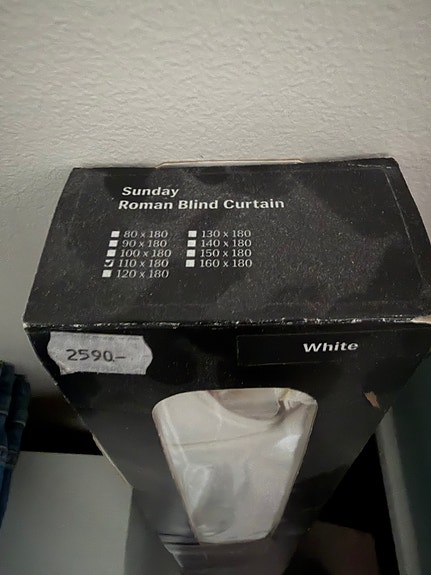 Sunday
Roman Blind Curtain
80 x 180
90 x 180
100 x 180
110 x 180
120 x 180
130 x 180
140 x 180
150 x 180
160 x 180
2590.-
White